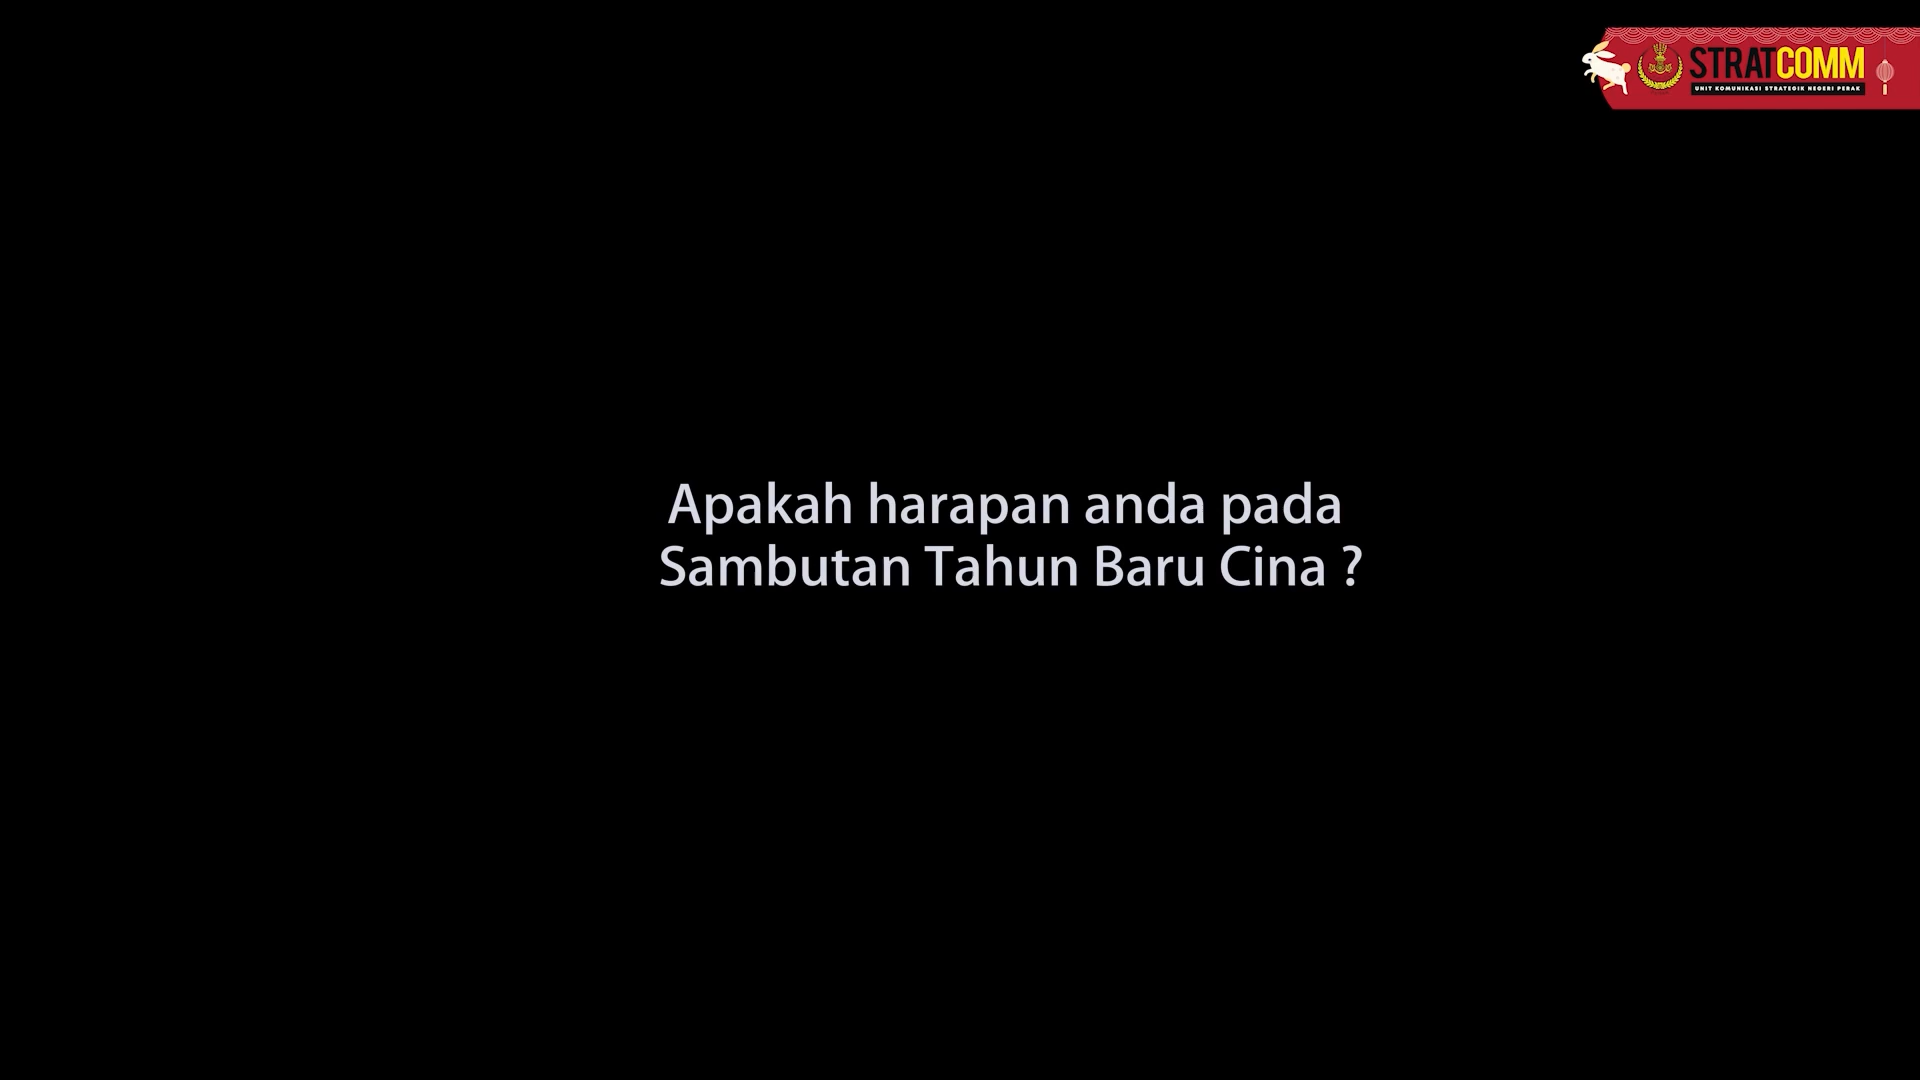 STRATCOMM
UNIT KOMUNIKASI STRATEGIK NEGERI PERAK
Apakah harapan anda pada
Sambutan Tahun Baru Cina ?